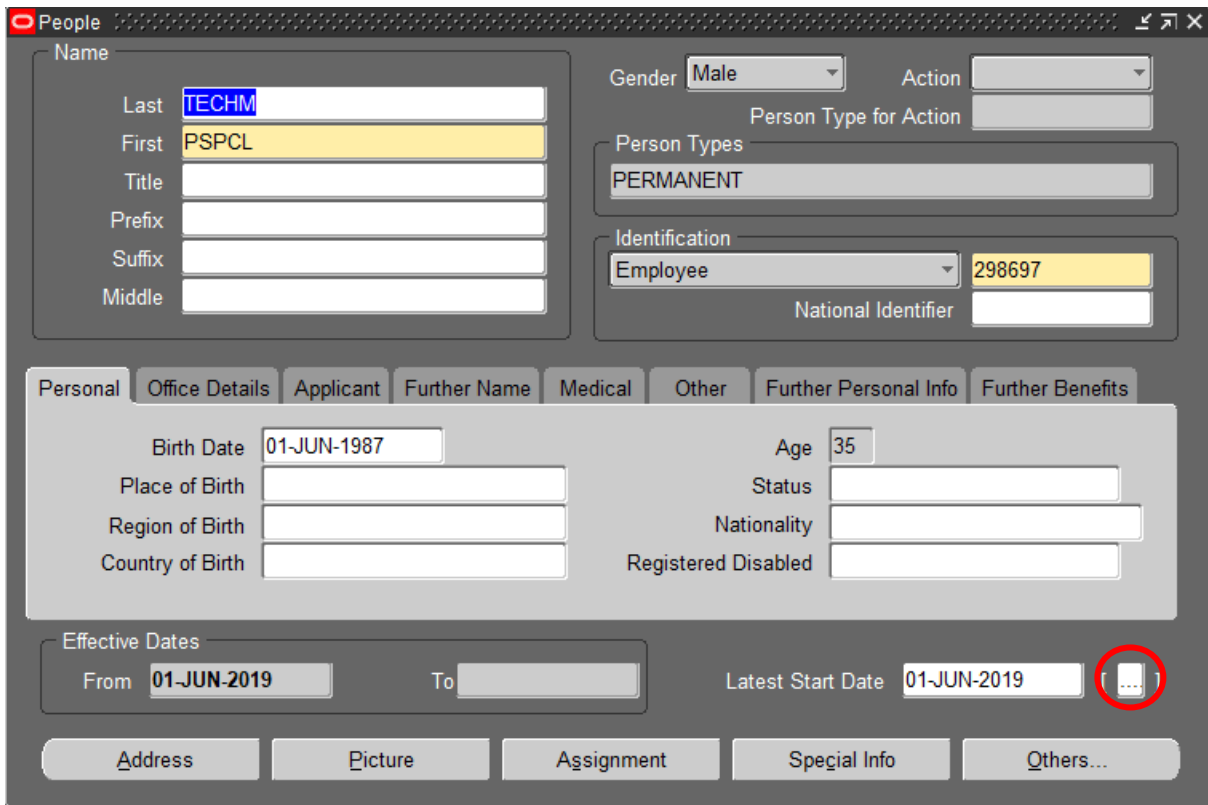 People
Name
Gender Male Action
Last TECHM
Person Type for Action
First PSPCL
Person Types
Title
PERMANENT
Prefix
Identification
Suffix
Employee 298697
Middle
National Identifier
Personal Office Details Applicant Further Name Medical Other Further Personal Info Further Benefits
Birth Date 01-JUN-1987 Age 35
Place of Birth Status
Region of Birth Nationality
Country of Birth Registered Disabled
Effective Dates
From 01-JUN-2019 To Latest Start Date 01-JUN-2019 [ .... ]
Address Picture Assignment Special Info Others...